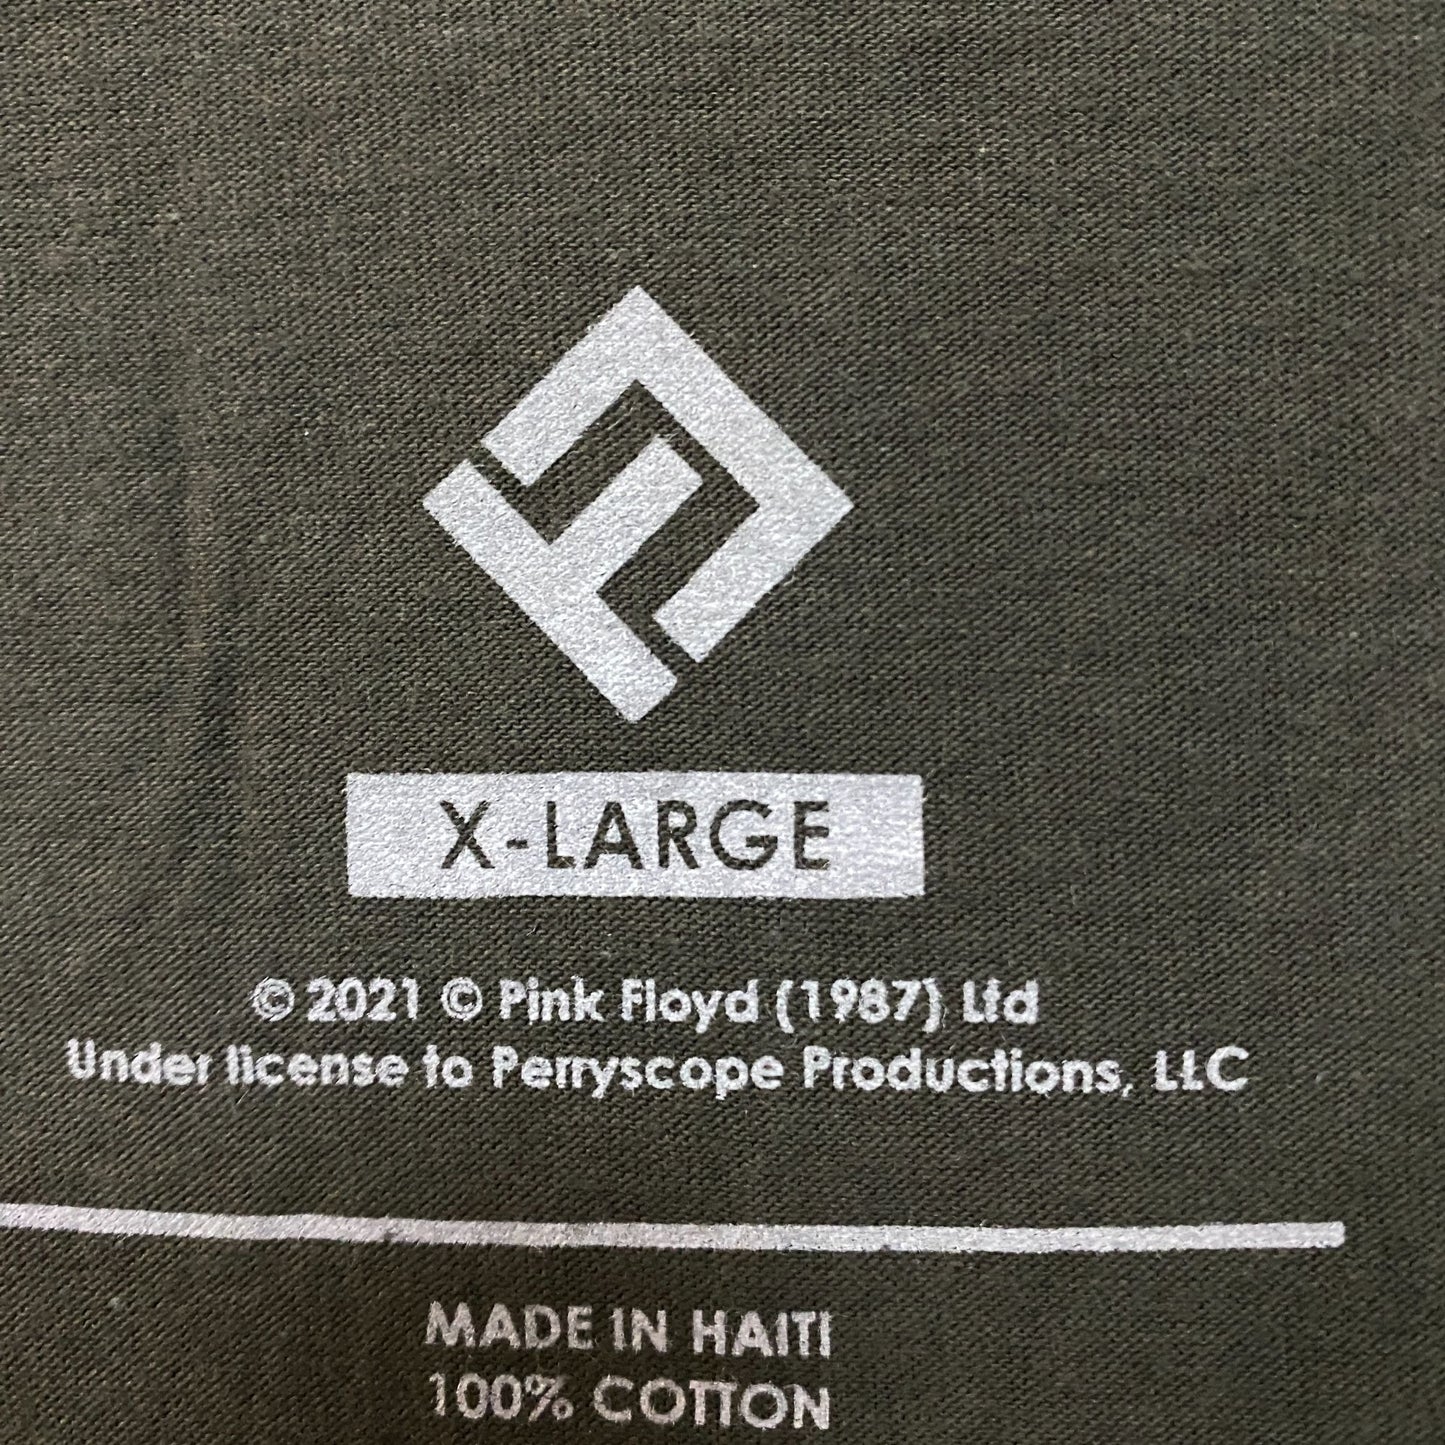 X-LARGE
© 2021 © Pink Floyd (1987) Ltd
Under license to Perryscope Productions, LLC
MADE IN HAITI
100% COTTON